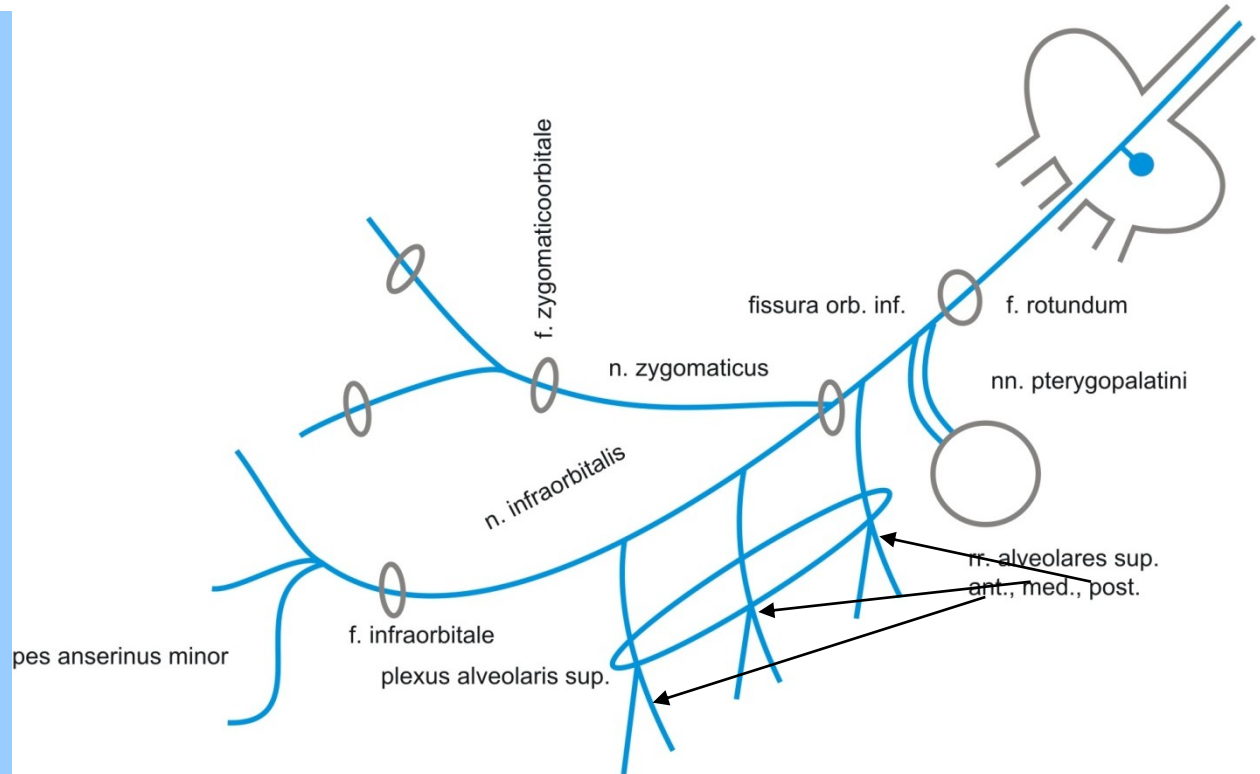 f. zygomaticoorbitale
fissura orb. inf.
f. rotundum
n. zygomaticus
nn. pterygopalatini
n. infraorbitalis
rr. alveolares sup.
ant., med., post.
f. infraorbitale
pes anserinus minor
plexus alveolaris sup.